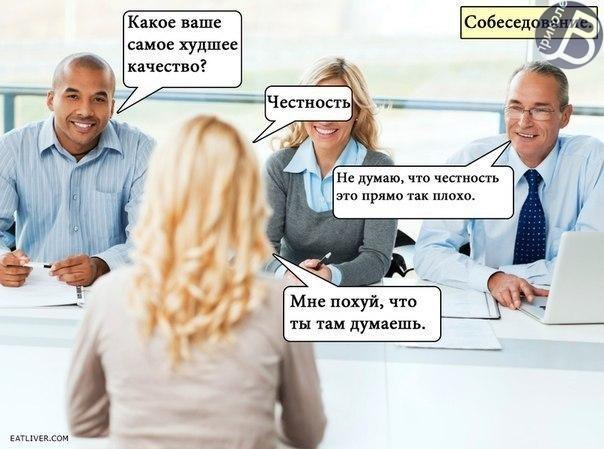 Собеседование.
Какое ваше
самое худшее
качество?
Честность
Не думаю, что честность
это прямо так плохо.
Мне похуй, что
ты там думаешь.
EATLIVER.COM